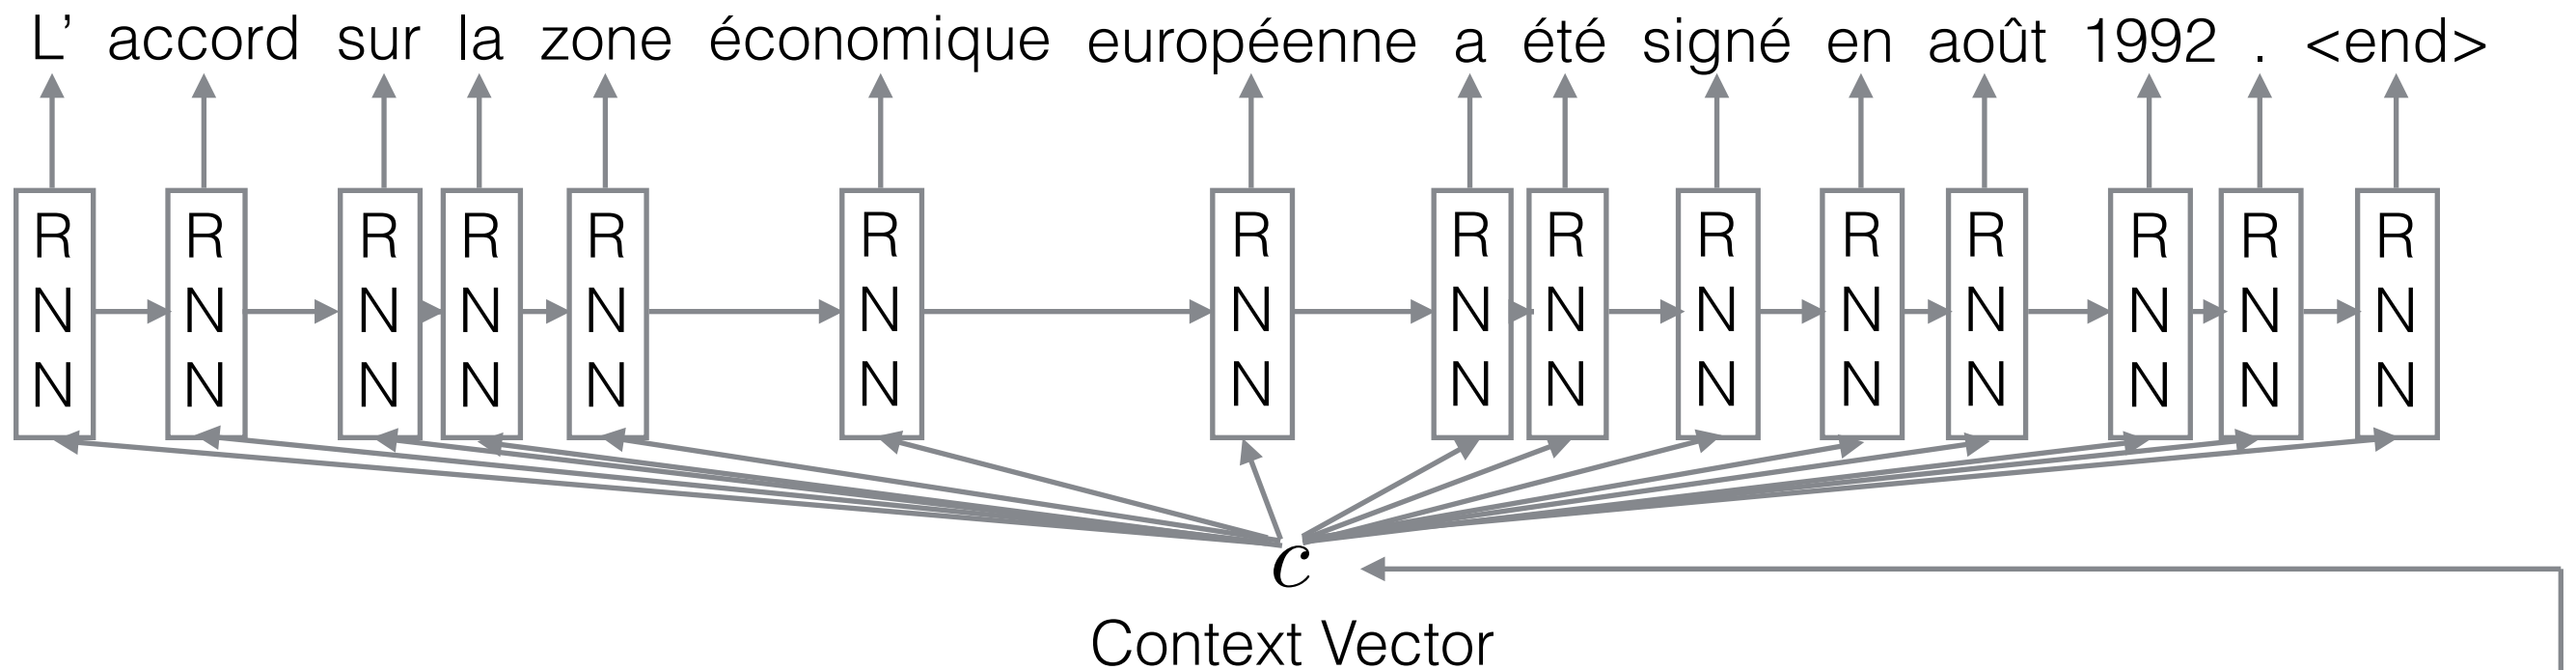 L’ accord sur la zone économique européenne a été signé en août 1992 . <end>
R R R R R R R R R R R R R R R
N N N N N N N N N N N N N N N
N N N N N N N N N N N N N N N
c
Context Vector